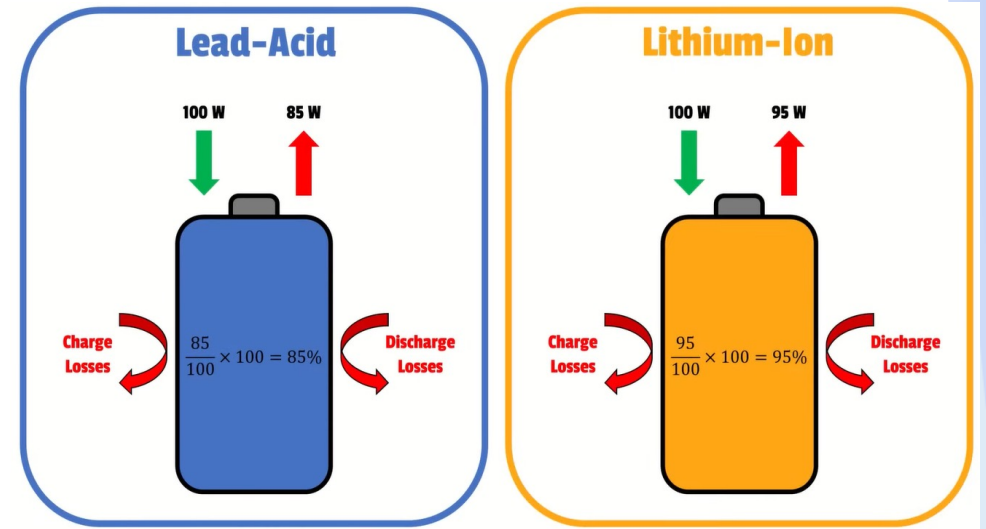 Lead-Acid
100 W
85 W
Charge
Losses
85
100
× 100 = 85%
Discharge
Losses
Lithium-Ion
100 W
95 W
Charge
Losses
95
100
× 100 = 95%
Discharge
Losses